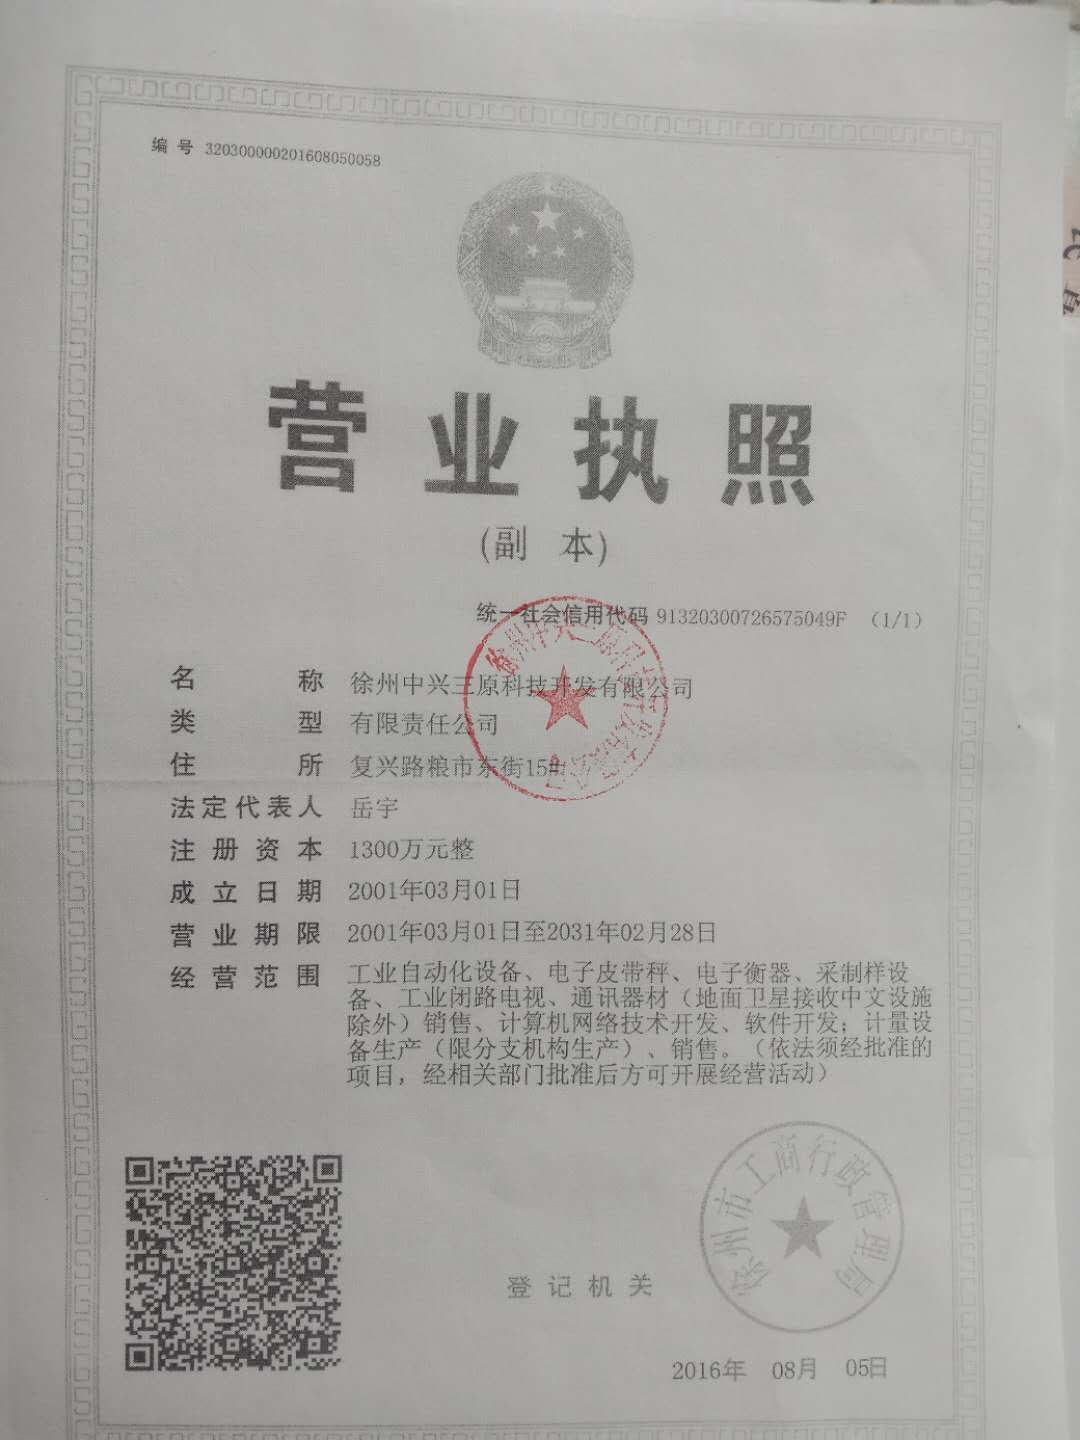 编 号 320300000201608050058
营业执照
(副 本)
统一社会信用代码 91320300726575049F (1/1)
名 称 徐州中兴三原科技开发有限公司
类 型 有限责任公司
住 所 复兴路粮市东街15#
法定代表人 岳宇
注 册 资 本 1300万元整
成 立 日 期 2001年03月01日
营 业 期 限 2001年03月01日至2031年02月28日
经 营 范 围 工业自动化设备、电子皮带秤、电子衡器、采制样设
备、工业闭路电视、通讯器材（地面卫星接收中文设施
除外）销售、计算机网络技术开发、软件开发；计量设
备生产（限分支机构生产）、销售。（依法须经批准的
项目，经相关部门批准后方可开展经营活动）
徐州市工商行政管理局
登 记 机 关
2016年 08月 05日